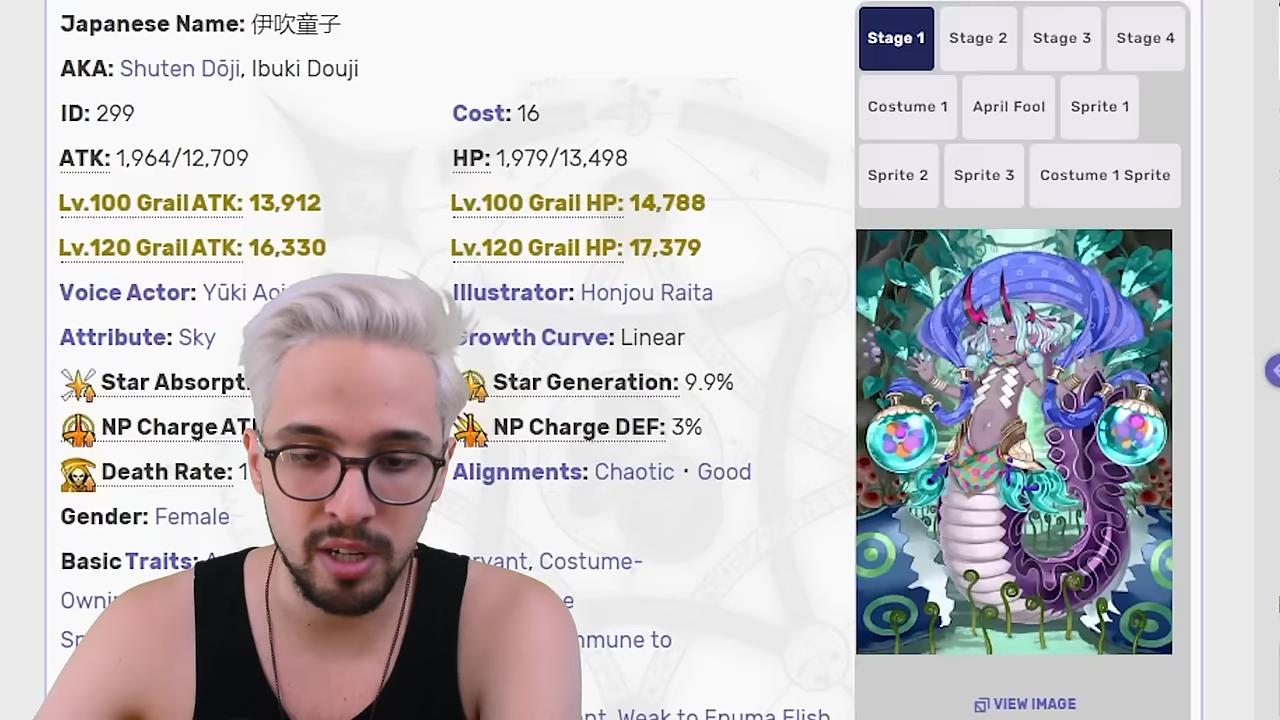 Japanese Name: 伊吹童子
AKA: Shuten Dōji, Ibuki Douji
ID: 299
Cost: 16
ATK: 1,964/12,709
HP: 1,979/13,498
Lv.100 Grail ATK: 13,912
Lv.100 Grail HP: 14,788
Lv.120 Grail ATK: 16,330
Lv.120 Grail HP: 17,379
Voice Actor: Yūki
Illustrator: Honjou Raita
Attribute: Sky
Growth Curve: Linear
Star Absorpt
Star Generation: 9.9%
NP Charge AT
NP Charge DEF: 3%
Death Rate: 1
Alignments: Chaotic · Good
Gender: Female
Basic Traits:
Costume-
Weak to Enuma Elish
Stage 1
Stage 2
Stage 3
Stage 4
Costume 1
April Fool
Sprite 1
Sprite 2
Sprite 3
Costume 1 Sprite
VIEW IMAGE